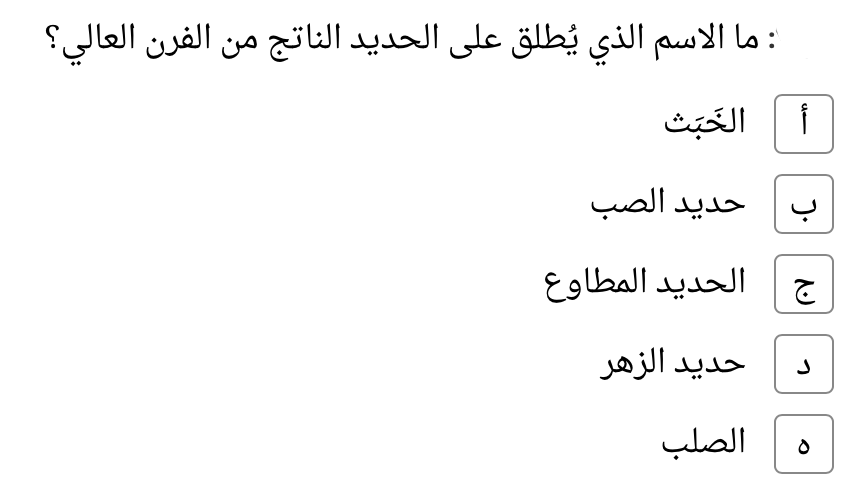 : ما الاسم الذي يُطلق على الحديد الناتج من الفرن العالي؟
أ الخَبَث
ب حديد الصب
ج الحديد المطاوع
د حديد الزهر
ه الصلب